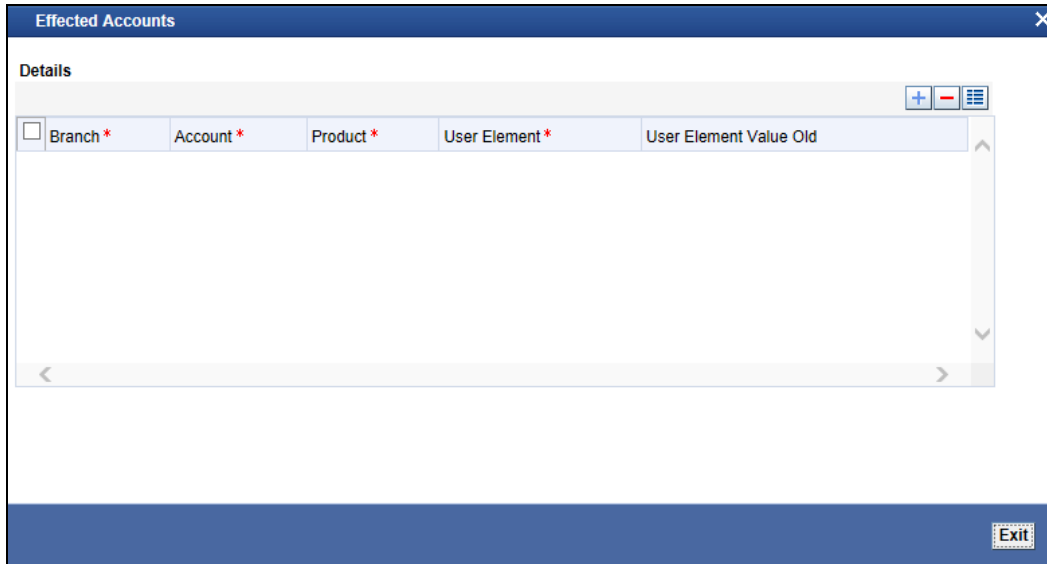 Effected Accounts
Details
Branch * Account * Product * User Element * User Element Value Old
Exit